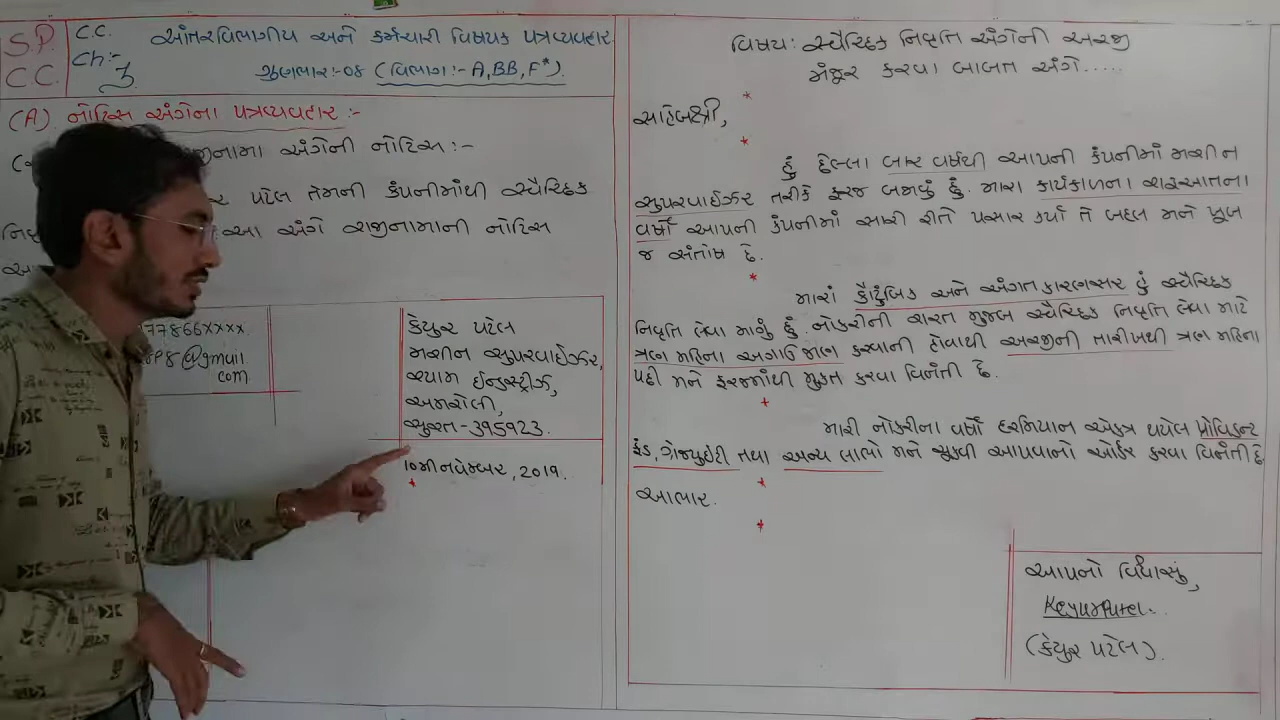 S.P. C.C.
C.C. Ch:- 3
આંતરવિભાગીય અને કર્મચારી વિષયક પત્રવ્યવહાર
ગુણભાર:-08 (વિભાગ:- A, BB, F*).
(A) નોટિસ અંગેના પત્રવ્યવહાર :-
જીનામા અંગેની નોટિસ :-
પટેલ તેમની કંપનીમાંથી સ્વૈચ્છિક
આ અંગે રાજીનામાની નોટિસ
77866xxxx.
@gmail.
com
કેયુર પટેલ
મશીન સુપરવાઈઝર,
શ્યામ ઈન્ડસ્ટ્રીઝ,
અમરોલી,
સુરત-395923.
10મી નવેમ્બર, 2019.
વિષય: સ્વૈચ્છિક નિવૃત્તિ અંગેની અરજી
મંજૂર કરવા બાબત અંગે.....
સાહેબશ્રી,
હું છેલ્લા બાર વર્ષથી આપની કંપનીમાં મશીન
સુપરવાઈઝર તરીકે ફરજ બજાવું છું. મારા કાર્યકાળના શરૂઆતના
વર્ષો આપની કંપનીમાં સારી રીતે પસાર કર્યા તે બદલ મને ખુબ
જ સંતોષ છે.
મારાં કૌટુંબિક અને અંગત કારણસર હું સ્વૈચ્છિક
નિવૃત્તિ લેવા માગું છું. નોકરીની શરત મુજબ સ્વૈચ્છિક નિવૃત્તિ લેવા માટે
ત્રણ મહિના અગાઉ જાણ કરવાની હોવાથી અરજીની તારીખથી ત્રણ મહિના
પછી મને ફરજમાંથી મુક્ત કરવા વિનંતી છે.
મારી નોકરીના વર્ષો દરમિયાન એકત્ર થયેલ પ્રોવિડન્ટ
ફંડ, ગ્રેજ્યુઈટી તથા અન્ય લાભો મને ચૂકવી આપવાનો ઓર્ડર કરવા વિનંતી છે.
આભાર.
આપનો વિશ્વાસું,
KeyurPatel.
(કેયુર પટેલ).